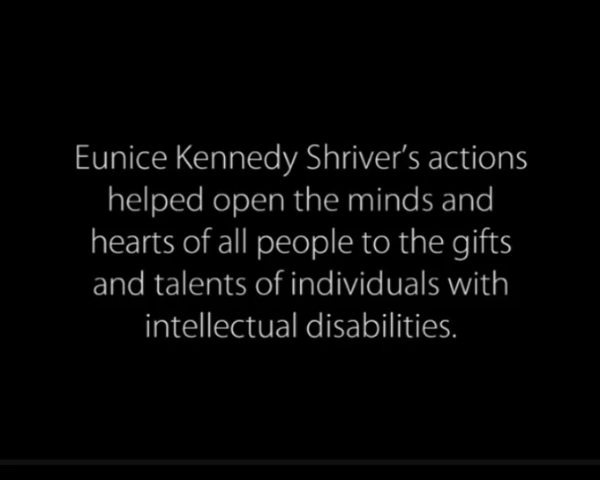 Eunice Kennedy Shriver’s actions
helped open the minds and
hearts of all people to the gifts
and talents of individuals with
intellectual disabilities.